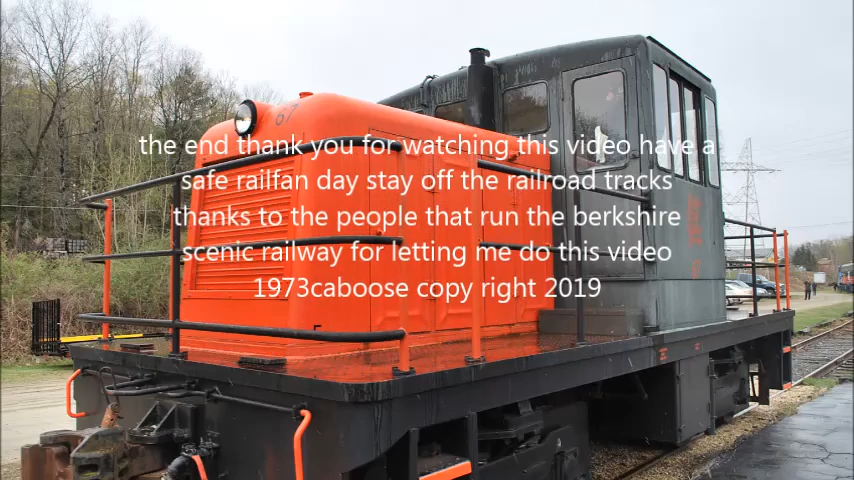 67
the end thank you for watching this video have a
safe railfan day stay off the railroad tracks
thanks to the people that run the berkshire
scenic railway for letting me do this video
1973caboose copy right 2019